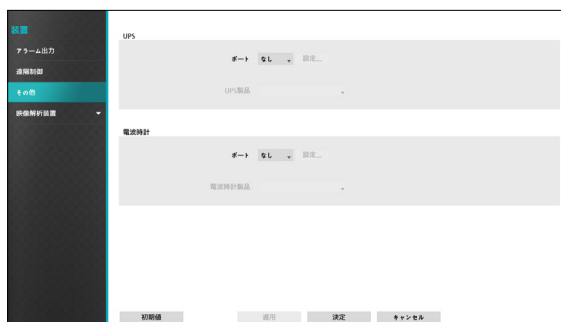 装置
アラーム出力
遠隔制御
その他
映像解析装置
UPS
ポート なし 設定...
UPS製品
電波時計
ポート なし 設定...
電波時計製品
初期値 適用 決定 キャンセル